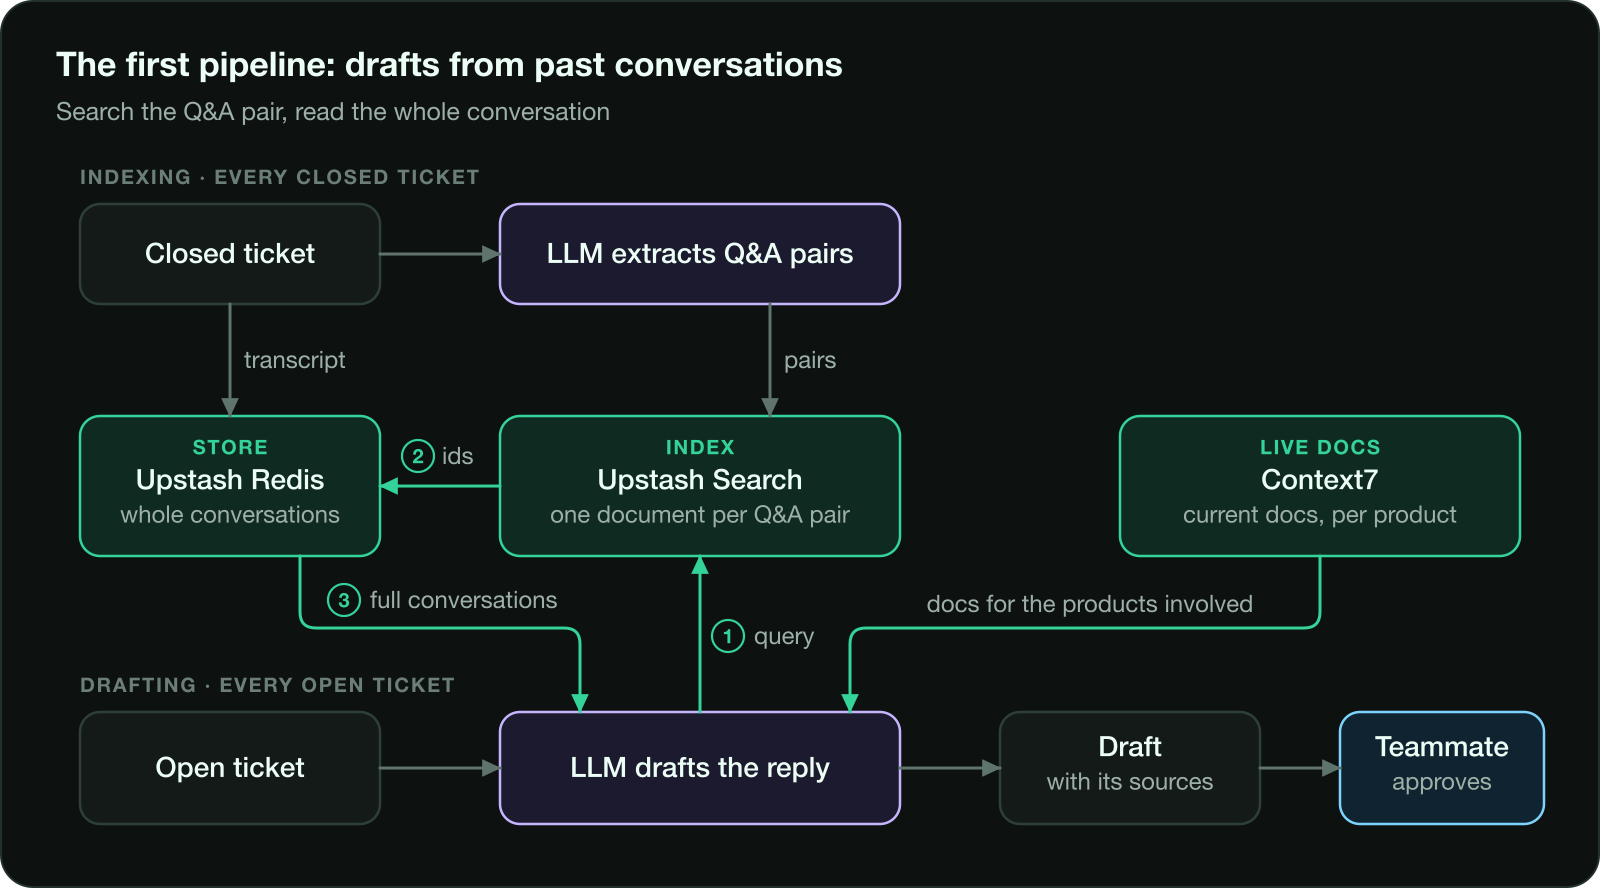 The first pipeline: drafts from past conversations
Search the Q&A pair, read the whole conversation
INDEXING · EVERY CLOSED TICKET
Closed ticket
LLM extracts Q&A pairs
transcript
pairs
STORE
Upstash Redis
whole conversations
2 ids
INDEX
Upstash Search
one document per Q&A pair
LIVE DOCS
Context7
current docs, per product
3 full conversations
1 query
docs for the products involved
DRAFTING · EVERY OPEN TICKET
Open ticket
LLM drafts the reply
Draft
with its sources
Teammate
approves